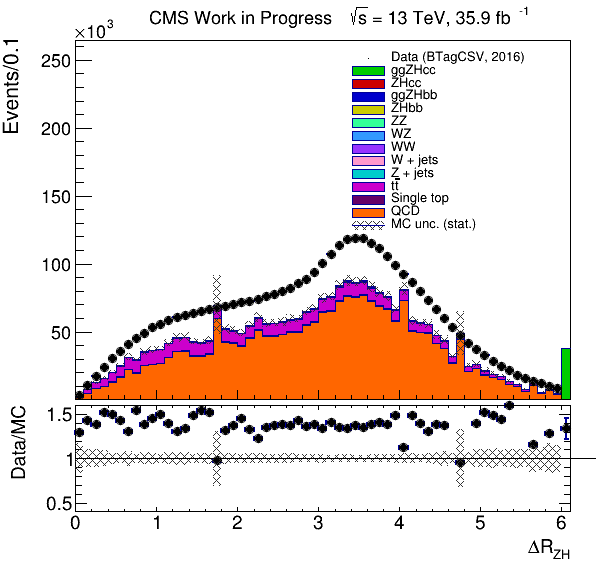 CMS Work in Progress √s = 13 TeV, 35.9 fb⁻¹
×10³
Events/0.1
250
200
150
100
50
Data (BTagCSV, 2016)
ggZHcc
ZHcc
ggZHbb
ZHbb
ZZ
WZ
WW
W + jets
Z + jets
tt̄
Single top
QCD
MC unc. (stat.)
Data/MC
1.5
1
0.5
0 1 2 3 4 5 6
ΔR_ZH